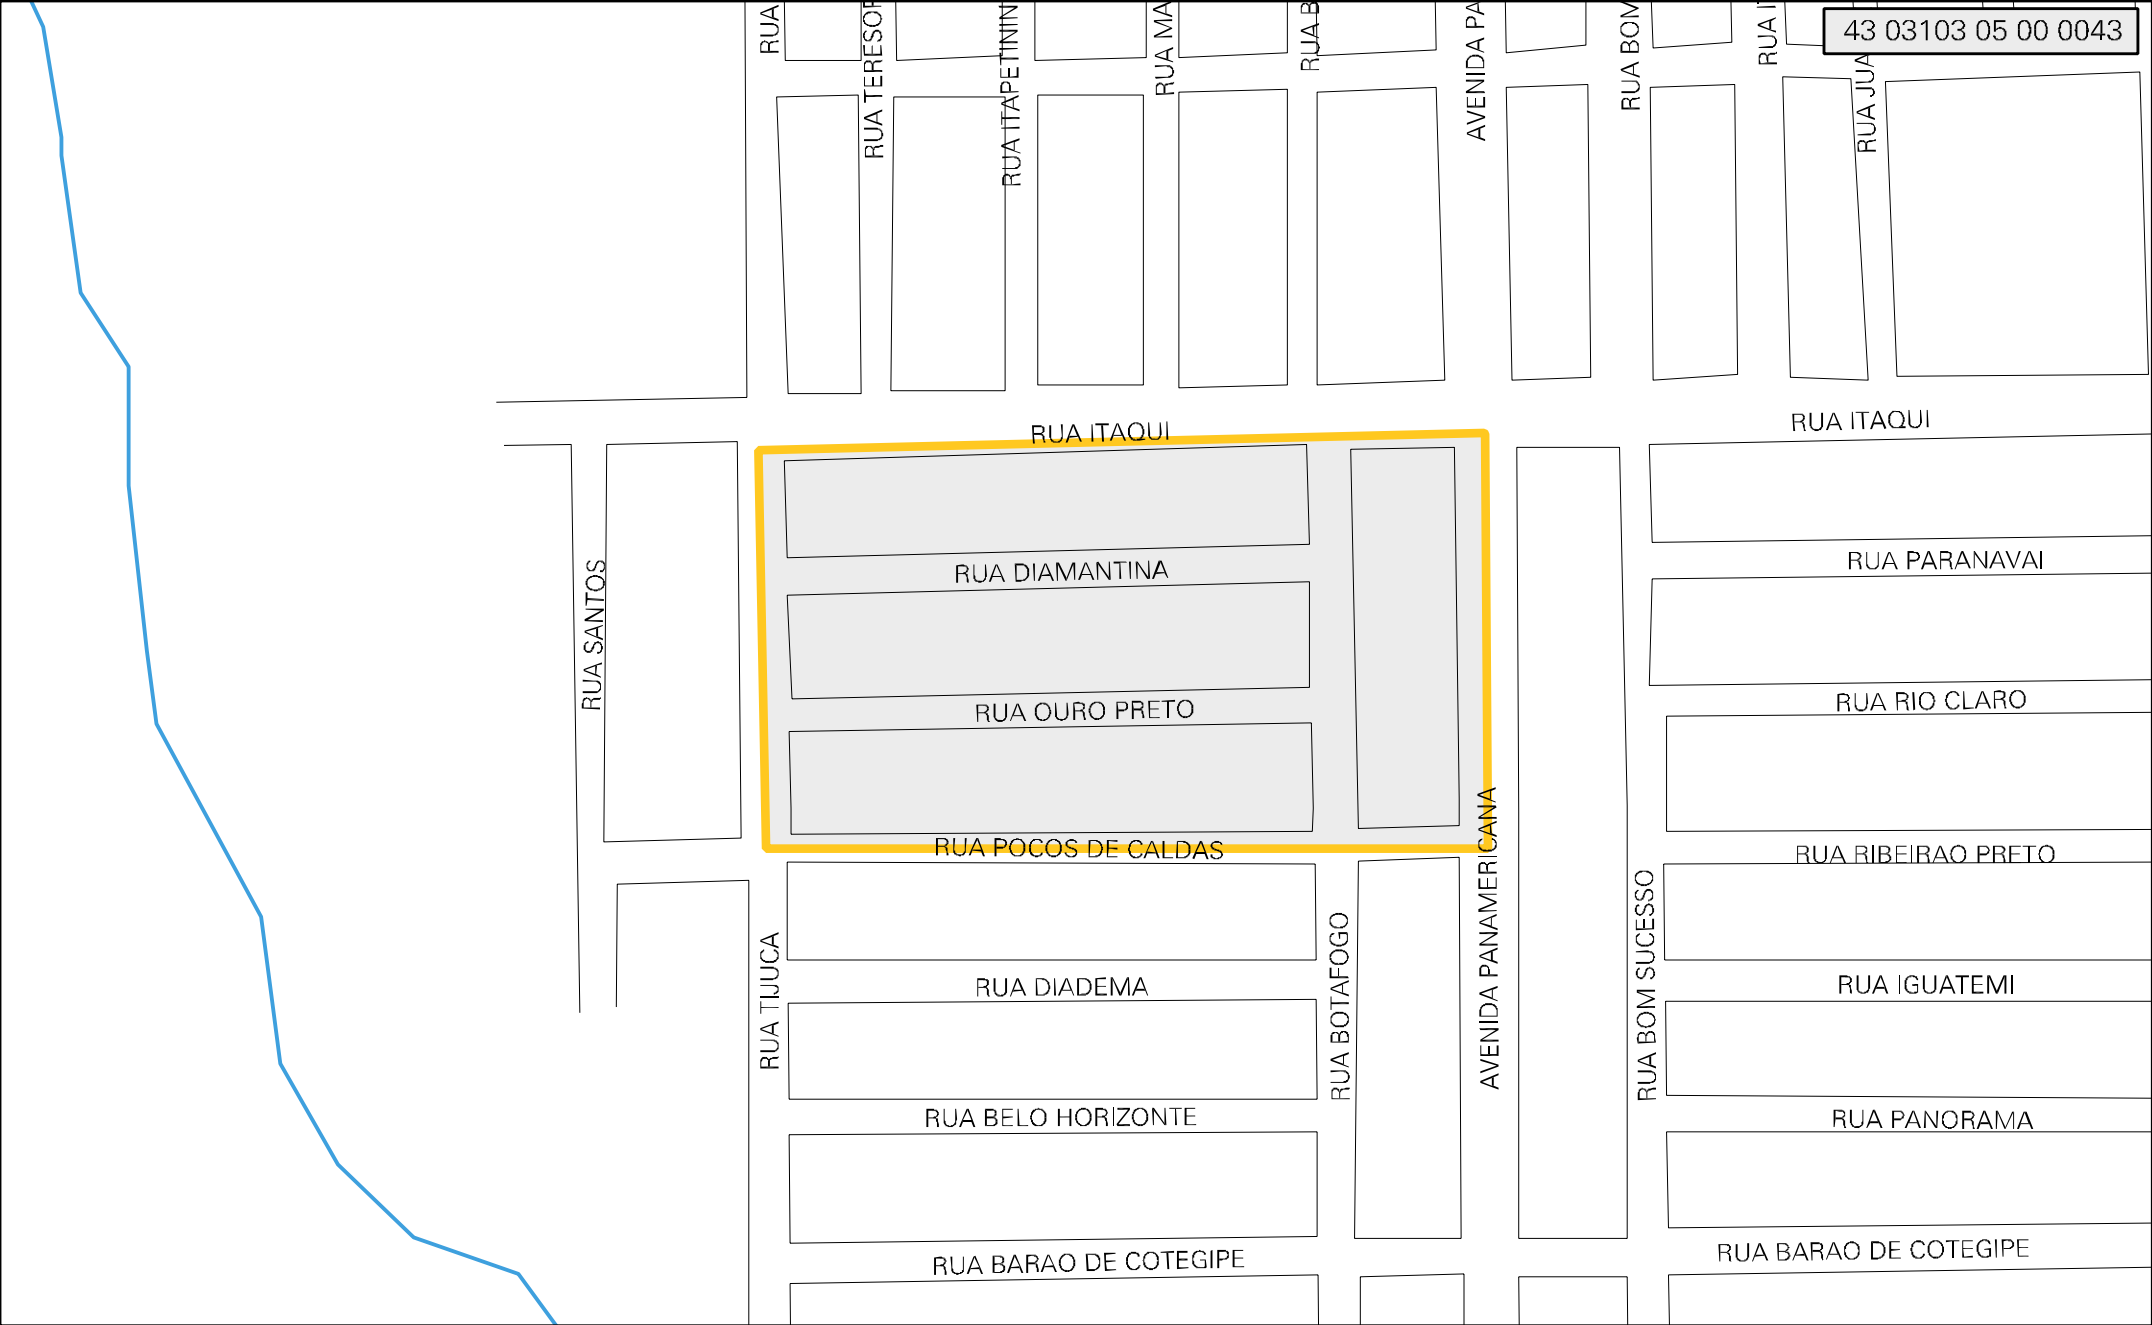 43 03103 05 00 0043
RUA
RUA TERESOP
RUA ITAPETININ
RUA MA
RUA B
AVENIDA PA
RUA BOM
RUA IT
RUA JUA
RUA ITAQUI
RUA ITAQUI
RUA DIAMANTINA
RUA PARANAVAI
RUA SANTOS
RUA OURO PRETO
RUA RIO CLARO
RUA POCOS DE CALDAS
RUA RIBEIRAO PRETO
RUA TIJUCA
RUA BOTAFOGO
AVENIDA PANAMERICANA
RUA BOM SUCESSO
RUA DIADEMA
RUA IGUATEMI
RUA BELO HORIZONTE
RUA PANORAMA
RUA BARAO DE COTEGIPE
RUA BARAO DE COTEGIPE